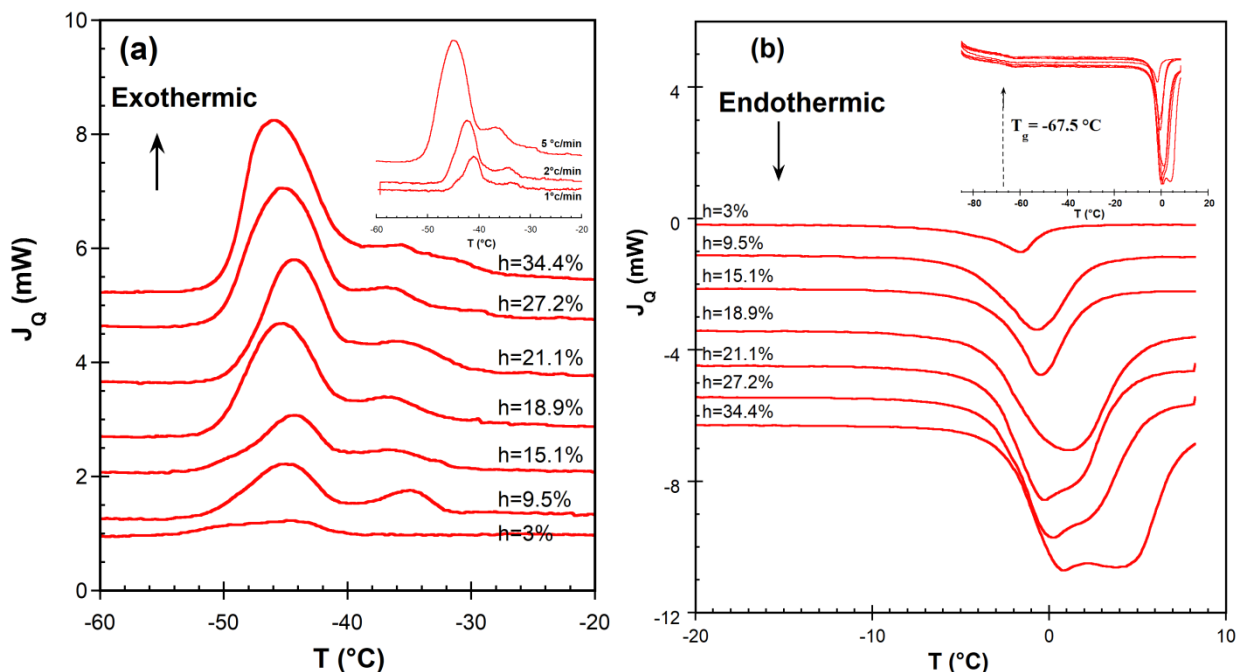 (a)
Exothermic
10
8
6
4
2
0
J_Q (mW)
-60
-50
-40
-30
-20
T (°C)
h=34.4%
h=27.2%
h=21.1%
h=18.9%
h=15.1%
h=9.5%
h=3%
5 °c/min
2°c/min
1°c/min
-60
-50
-40
-30
-20
T (°C)
(b)
Endothermic
4
0
-4
-8
-12
J_Q (mW)
-20
-10
0
10
T (°C)
h=3%
h=9.5%
h=15.1%
h=18.9%
h=21.1%
h=27.2%
h=34.4%
T_g = -67.5 °C
-80
-60
-40
-20
0
20
T (°C)